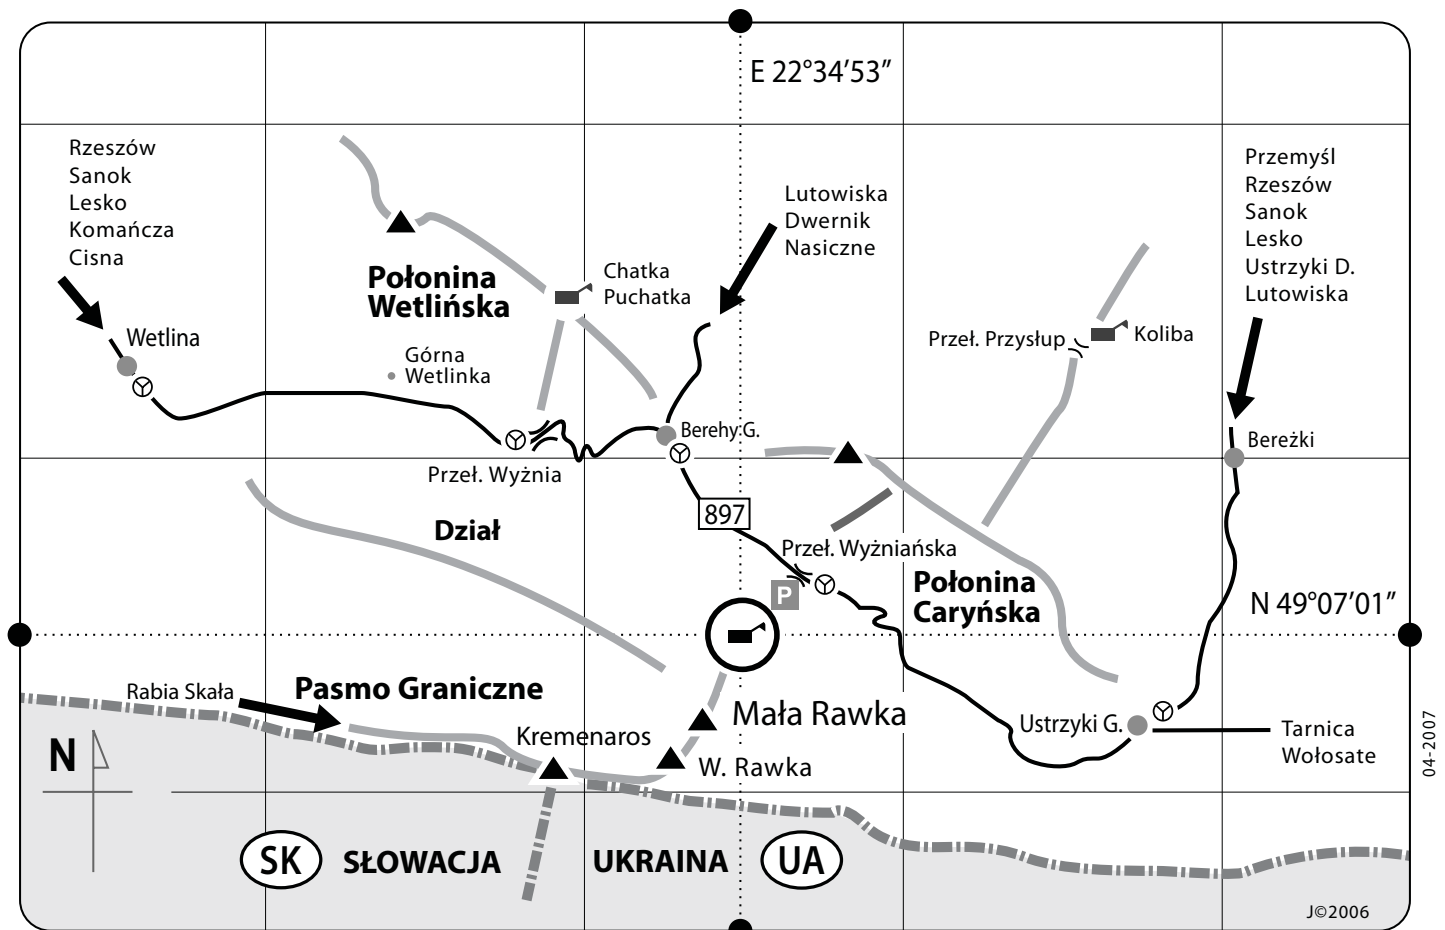 E 22°34′53″
Rzeszów
Sanok
Lesko
Komańcza
Cisna
Lutowiska
Dwernik
Nasiczne
Przemyśl
Rzeszów
Sanok
Lesko
Ustrzyki D.
Lutowiska
Połonina
Wetlińska
Chatka
Puchatka
Wetlina
Górna
Wetlinka
Przeł. Przysłup
Koliba
Berehy G.
Bereżki
Przeł. Wyżnia
897
Dział
Przeł. Wyżniańska
P
Połonina
Caryńska
N 49°07′01″
Rabia Skała
Pasmo Graniczne
Kremenaros
Mała Rawka
W. Rawka
Ustrzyki G.
Tarnica
Wołosate
N
04-2007
SK
SŁOWACJA
UKRAINA
UA
J©2006